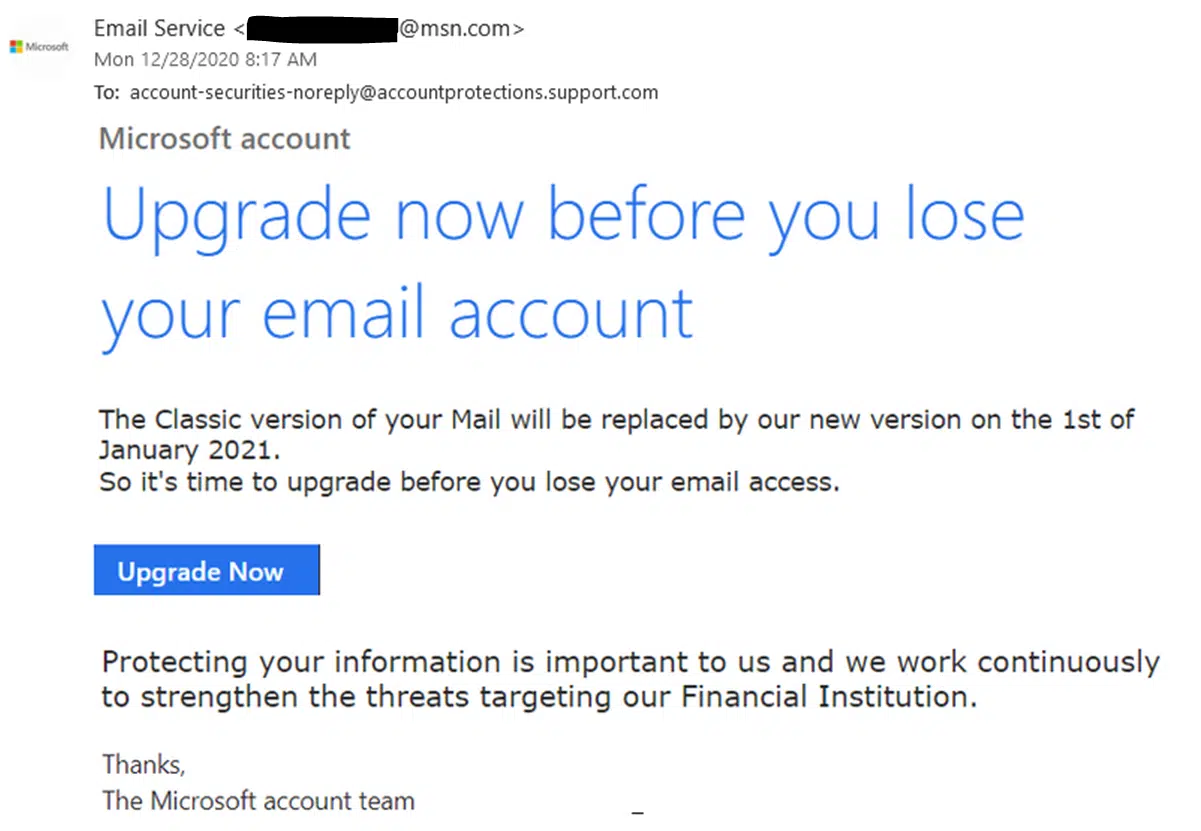 Microsoft
Email Service < @msn.com>
Mon 12/28/2020 8:17 AM
To: account-securities-noreply@accountprotections.support.com
Microsoft account
Upgrade now before you lose
your email account
The Classic version of your Mail will be replaced by our new version on the 1st of
January 2021.
So it's time to upgrade before you lose your email access.
Upgrade Now
Protecting your information is important to us and we work continuously
to strengthen the threats targeting our Financial Institution.
Thanks,
The Microsoft account team